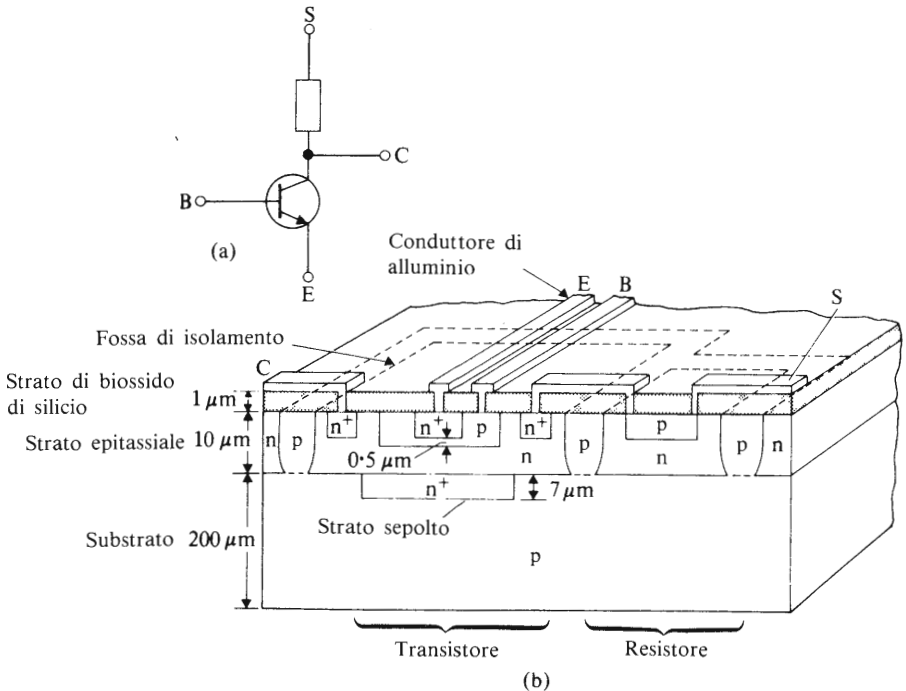 S
C
B
(a)
E
Conduttore di
alluminio
E B
S
Fossa di isolamento
C
Strato di biossido
di silicio
1 μm
Strato epitassiale 10 μm
n p n+ n+ p n+ p p p n
0·5 μm
n n
n+
7 μm
Strato sepolto
Substrato 200 μm
p
Transistore
Resistore
(b)